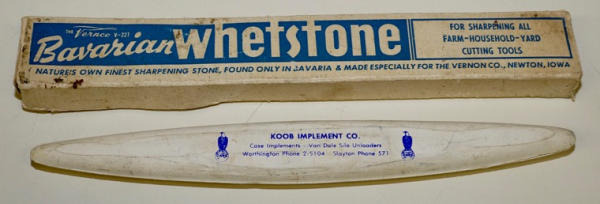 The Vernco V-221
Bavarian Whetstone
FOR SHARPENING ALL
FARM-HOUSEHOLD-YARD
CUTTING TOOLS
NATURE'S OWN FINEST SHARPENING STONE, FOUND ONLY IN BAVARIA & MADE ESPECIALLY FOR THE VERNON CO., NEWTON, IOWA
KOOB IMPLEMENT CO.
Case Implements - Van Dale Silo Unloaders
Worthington Phone 2-5104 - Slayton Phone 571